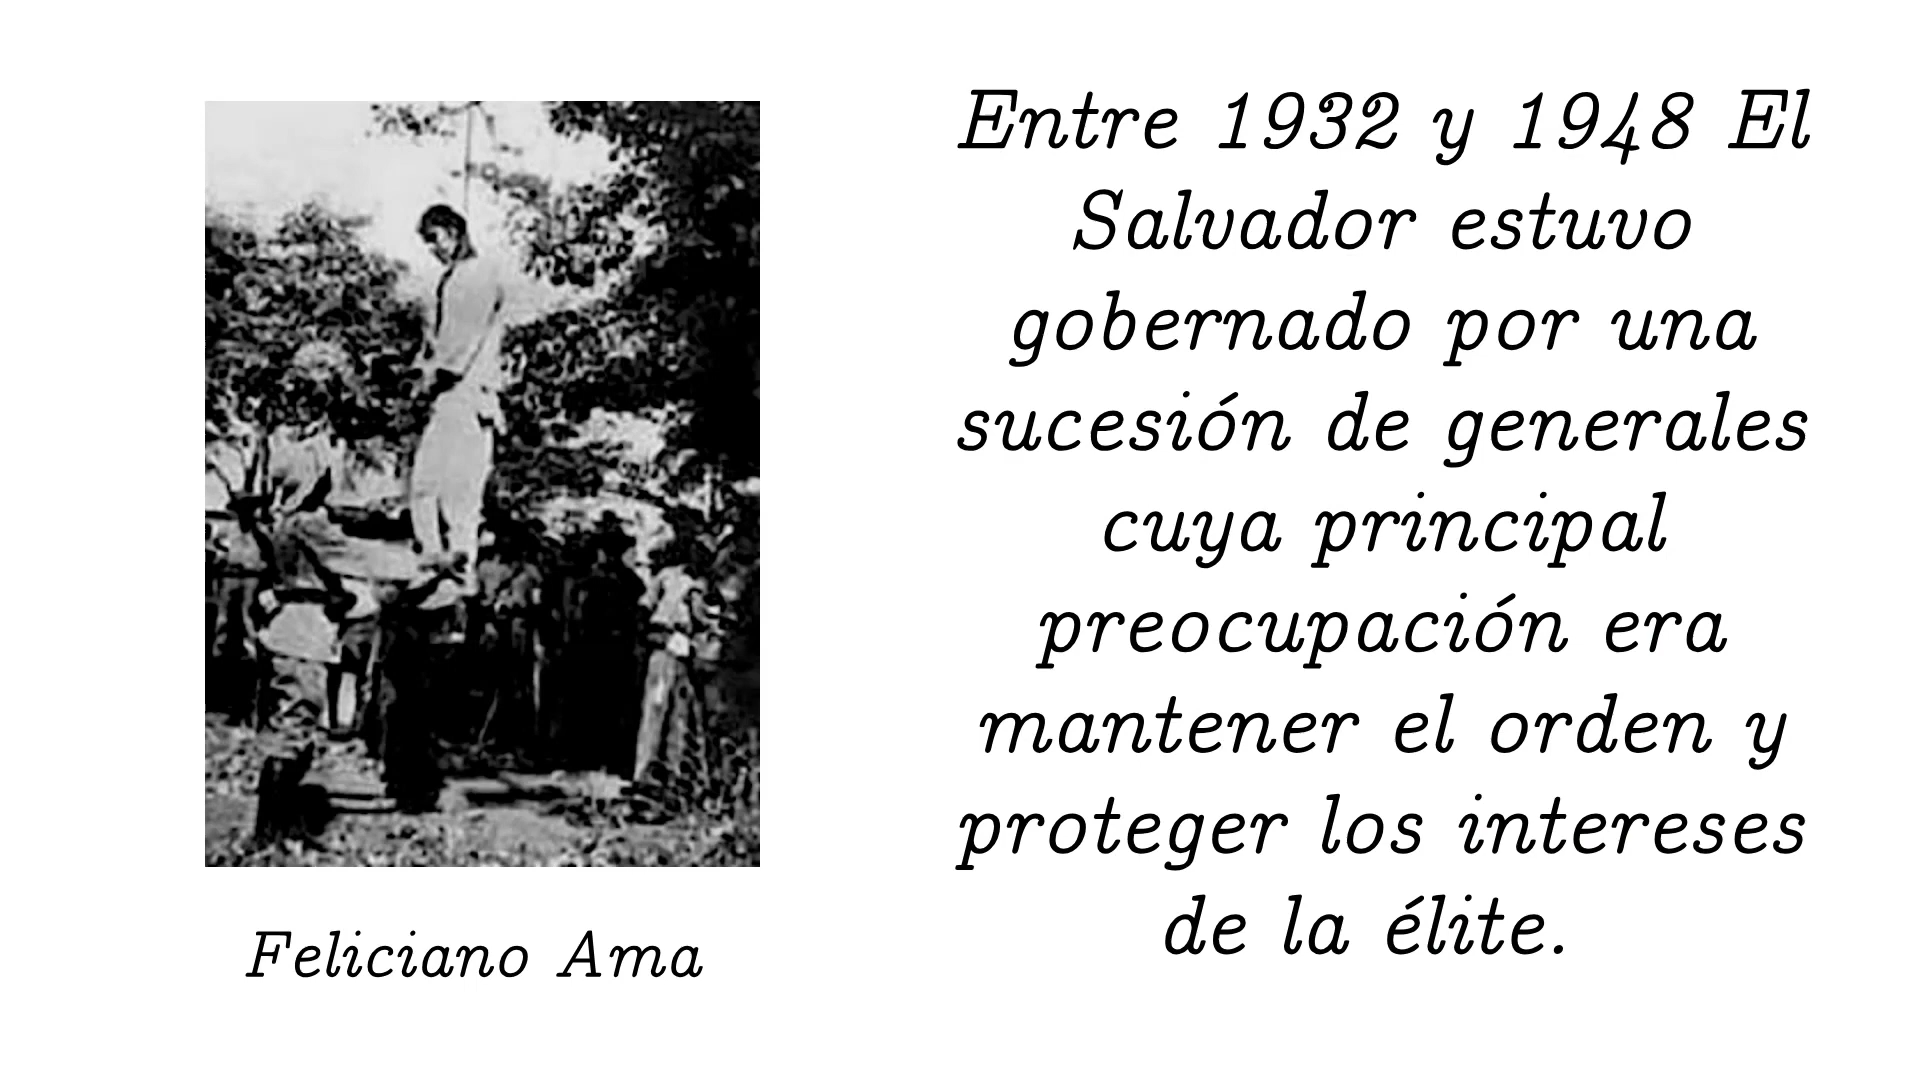 Entre 1932 y 1948 El
Salvador estuvo
gobernado por una
sucesión de generales
cuya principal
preocupación era
mantener el orden y
proteger los intereses
de la élite.
Feliciano Ama